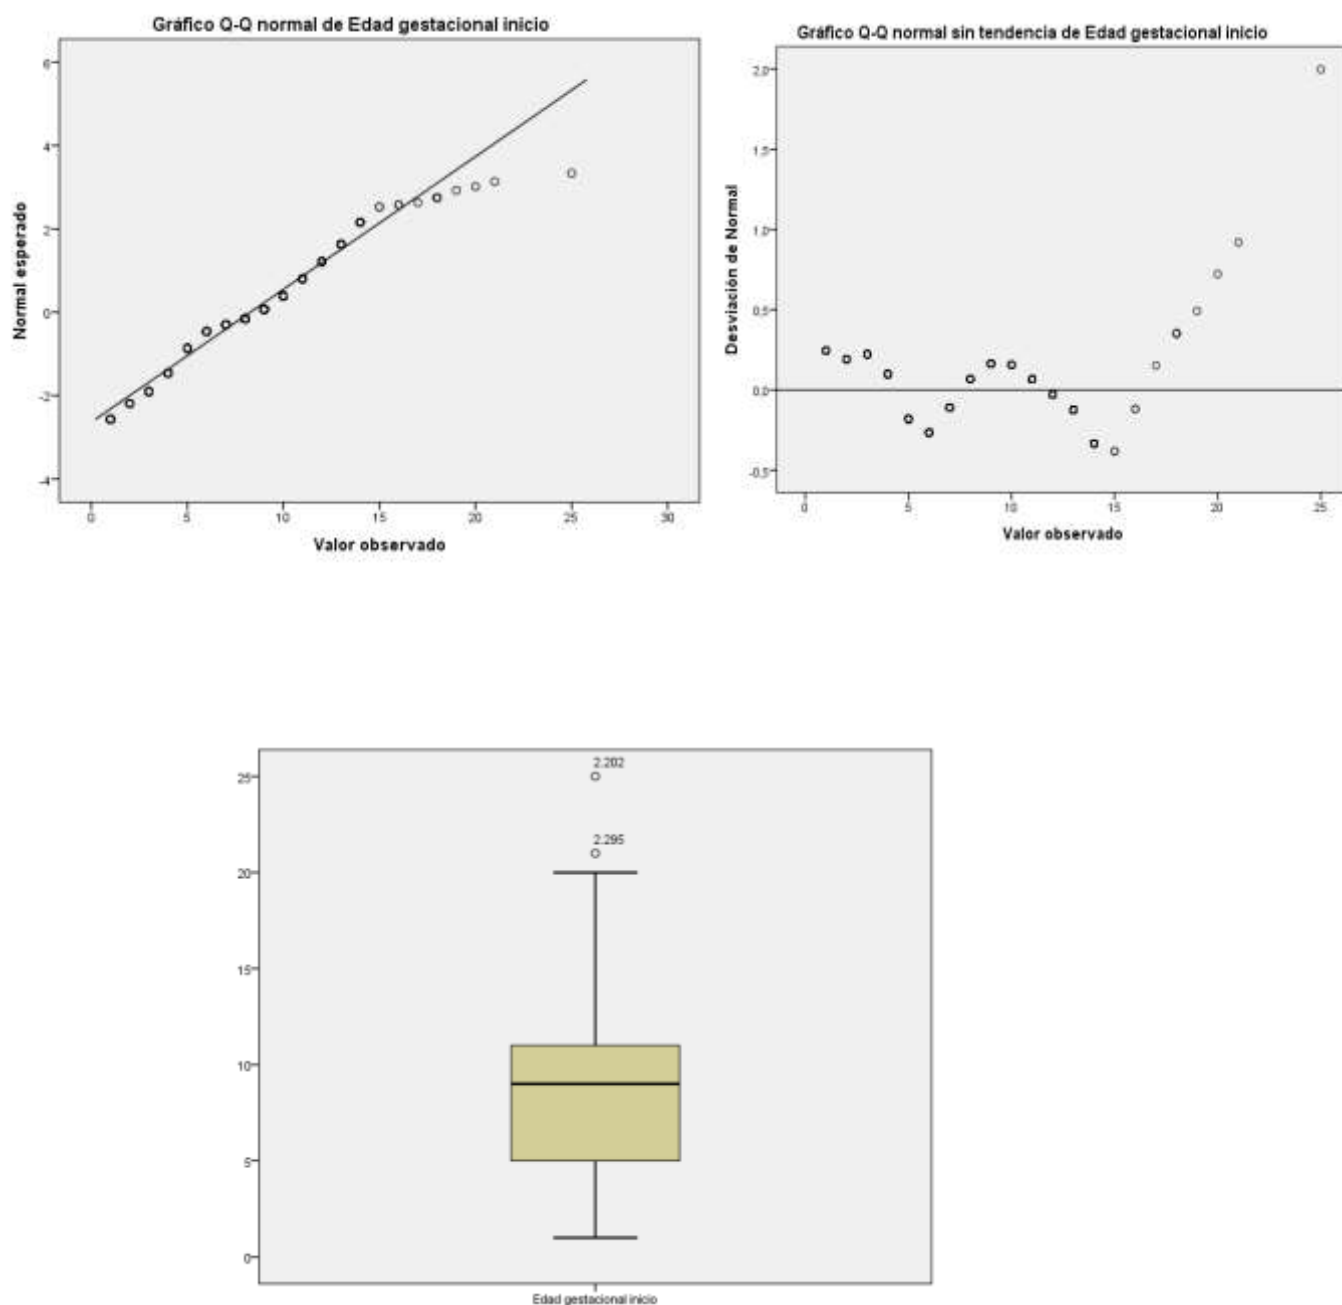 Gráfico Q-Q normal de Edad gestacional inicio
Normal esperado
6
4
2
0
-2
-4
0 5 10 15 20 25 30
Valor observado
Gráfico Q-Q normal sin tendencia de Edad gestacional inicio
Desviación de Normal
2.0
1.5
1.0
0.5
0.0
-0.5
0 5 10 15 20 25
Valor observado
25
20
15
10
5
0
2.202
2.295
Edad gestacional inicio